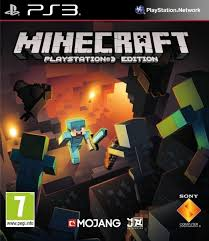 PS3
PlayStation®Network
MINECRAFT
PLAYSTATION®3 EDITION
7
www.pegi.info
MOJANG
SONY